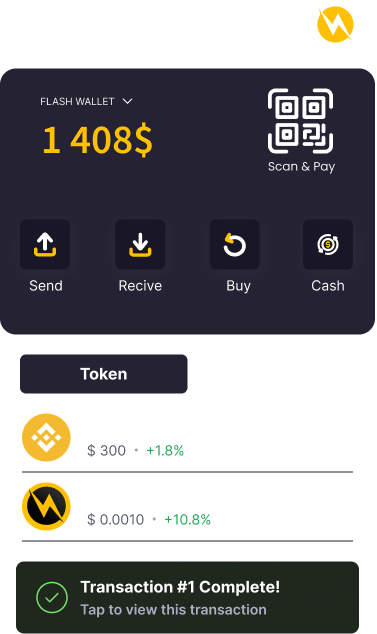 FLASH WALLET
1 408$
Scan & Pay
Send
Recive
Buy
Cash
Token
$ 300 • +1.8%
$ 0.0010 • +10.8%
Transaction #1 Complete!
Tap to view this transaction